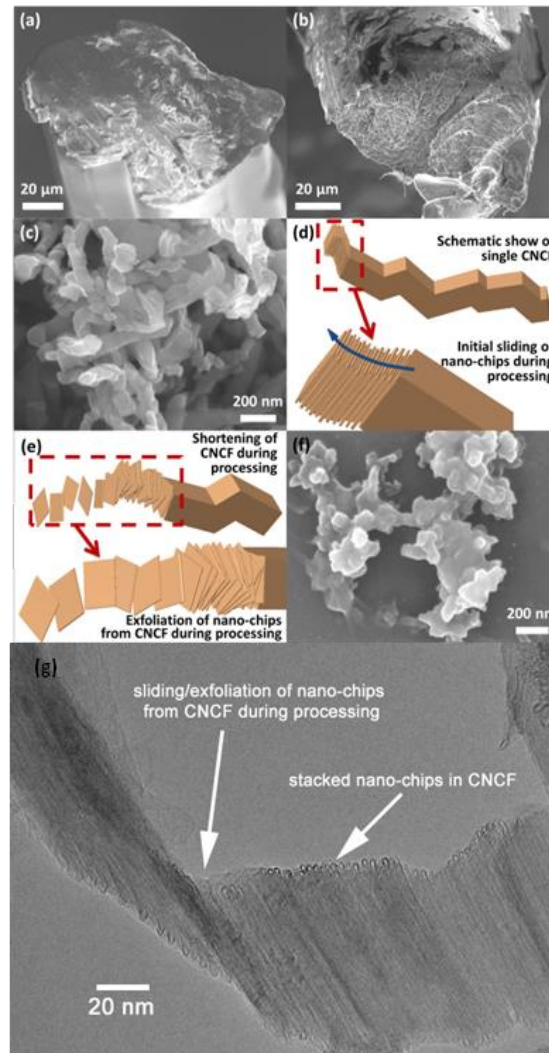 (a)
20 µm
(b)
20 µm
(c)
200 nm
(d)
Schematic show o
single CNCF
Initial sliding o
nano-chips during
processing
(e)
Shortening of
CNCF during
processing
Exfoliation of nano-chips
from CNCF during processing
(f)
200 nm
(g)
sliding/exfoliation of nano-chips
from CNCF during processing
stacked nano-chips in CNCF
20 nm